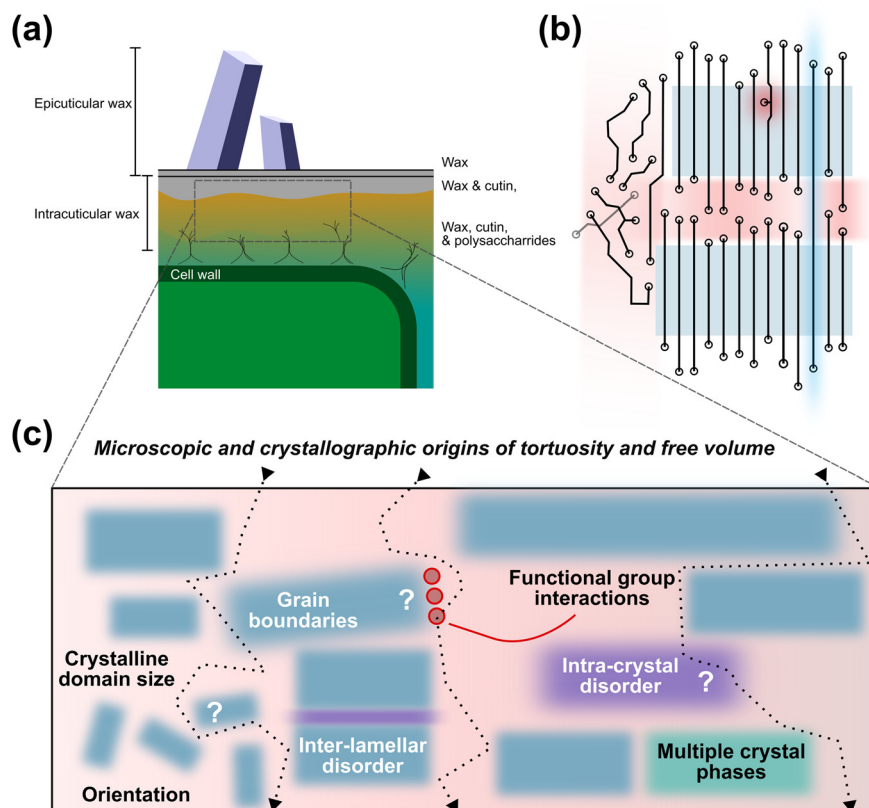 (a)
Epicuticular wax
Intracuticular wax
Wax
Wax & cutin,
Wax, cutin,
& polysaccharrides
Cell wall
(b)
(c)
Microscopic and crystallographic origins of tortuosity and free volume
Grain
boundaries
?
Functional group
interactions
Crystalline
domain size
?
Intra-crystal
disorder
?
Inter-lamellar
disorder
Multiple crystal
phases
Orientation